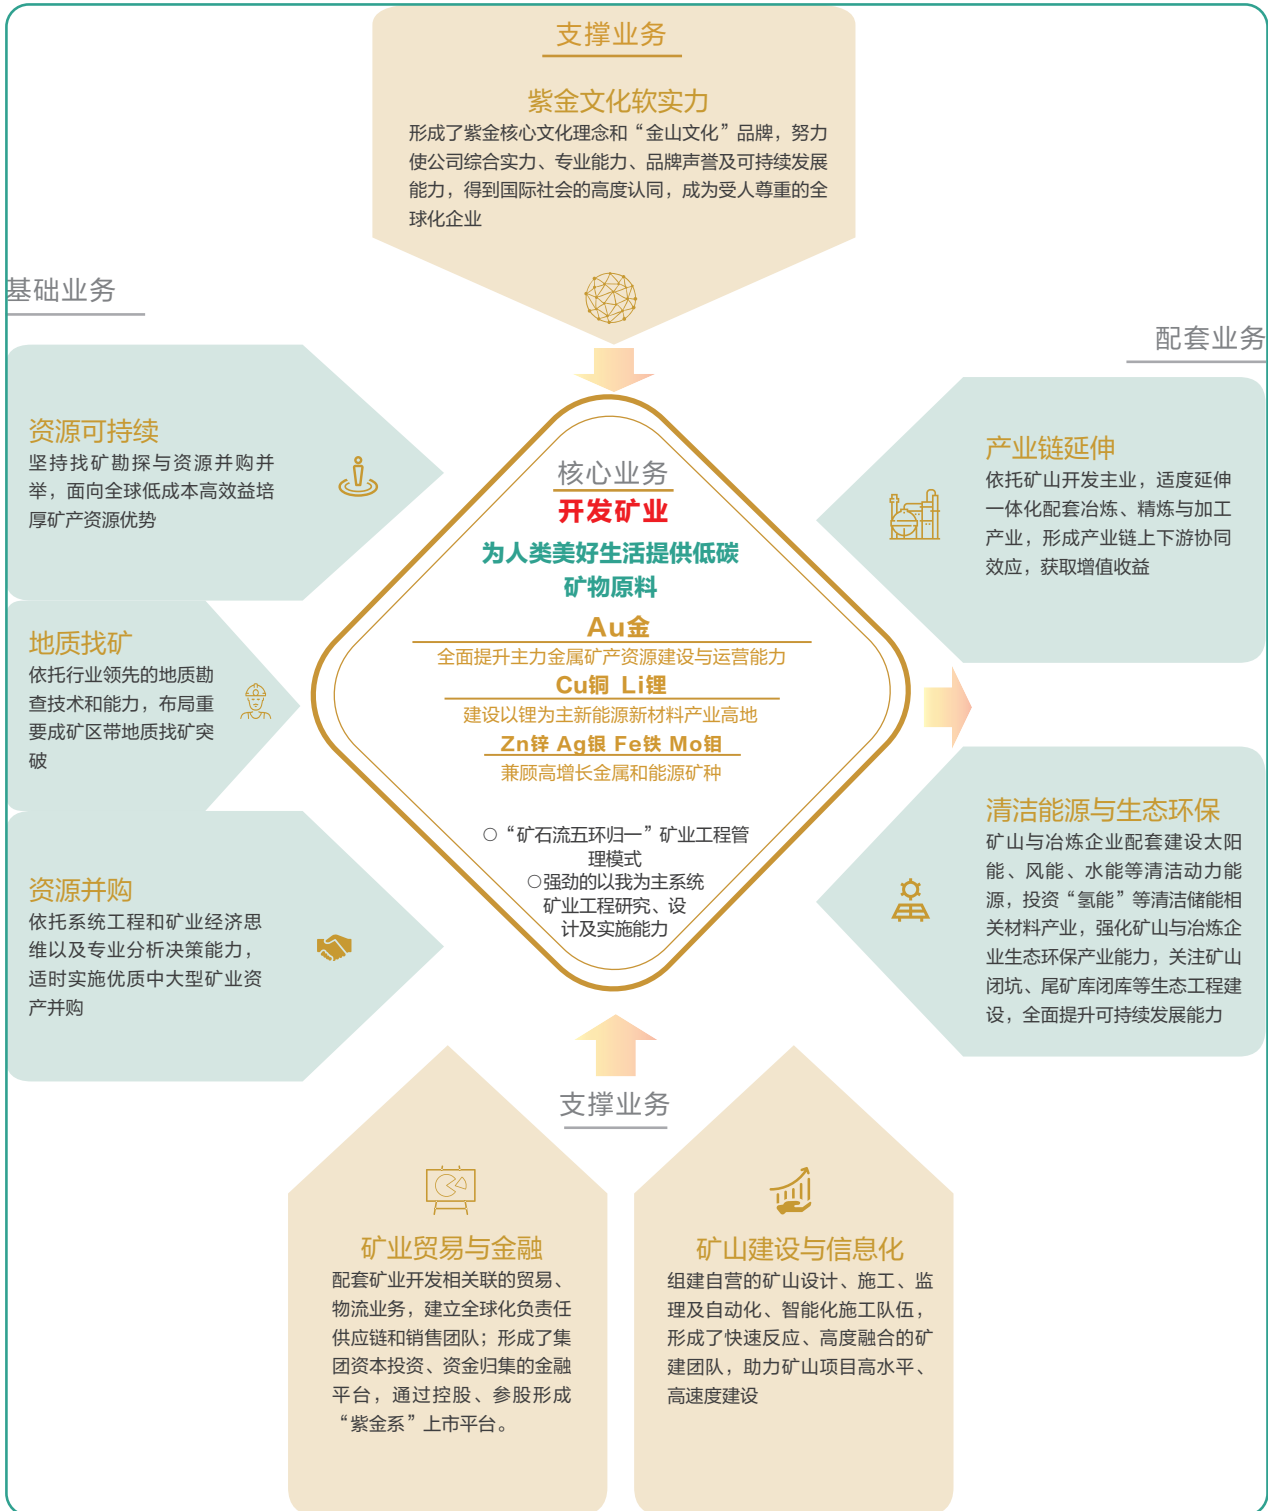 支撑业务
紫金文化软实力
形成了紫金核心文化理念和“金山文化”品牌，努力
使公司综合实力、专业能力、品牌声誉及可持续发展
能力，得到国际社会的高度认同，成为受人尊重的全
球化企业
基础业务
资源可持续
坚持找矿勘探与资源并购并
举，面向全球低成本高效益培
厚矿产资源优势
地质找矿
依托行业领先的地质勘
查技术和能力，布局重
要成矿区带地质找矿突
破
资源并购
依托系统工程和矿业经济思
维以及专业分析决策能力，
适时实施优质中大型矿业资
产并购
核心业务
开发矿业
为人类美好生活提供低碳
矿物原料
Au金
全面提升主力金属矿产资源建设与运营能力
Cu铜 Li锂
建设以锂为主新能源新材料产业高地
Zn锌 Ag银 Fe铁 Mo钼
兼顾高增长金属和能源矿种
○“矿石流五环归一”矿业工程管
理模式
○强劲的以我为主系统
矿业工程研究、设
计及实施能力
配套业务
产业链延伸
依托矿山开发主业，适度延伸
一体化配套冶炼、精炼与加工
产业，形成产业链上下游协同
效应，获取增值收益
清洁能源与生态环保
矿山与冶炼企业配套建设太阳
能、风能、水能等清洁动力能
源，投资“氢能”等清洁储能相
关材料产业，强化矿山与冶炼企
业生态环保产业能力，关注矿山
闭坑、尾矿库闭库等生态工程建
设，全面提升可持续发展能力
支撑业务
矿业贸易与金融
配套矿业开发相关联的贸易、
物流业务，建立全球化负责任
供应链和销售团队；形成了集
团资本投资、资金归集的金融
平台，通过控股、参股形成
“紫金系”上市平台。
矿山建设与信息化
组建自营的矿山设计、施工、监
理及自动化、智能化施工队伍，
形成了快速反应、高度融合的矿
建团队，助力矿山项目高水平、
高速度建设